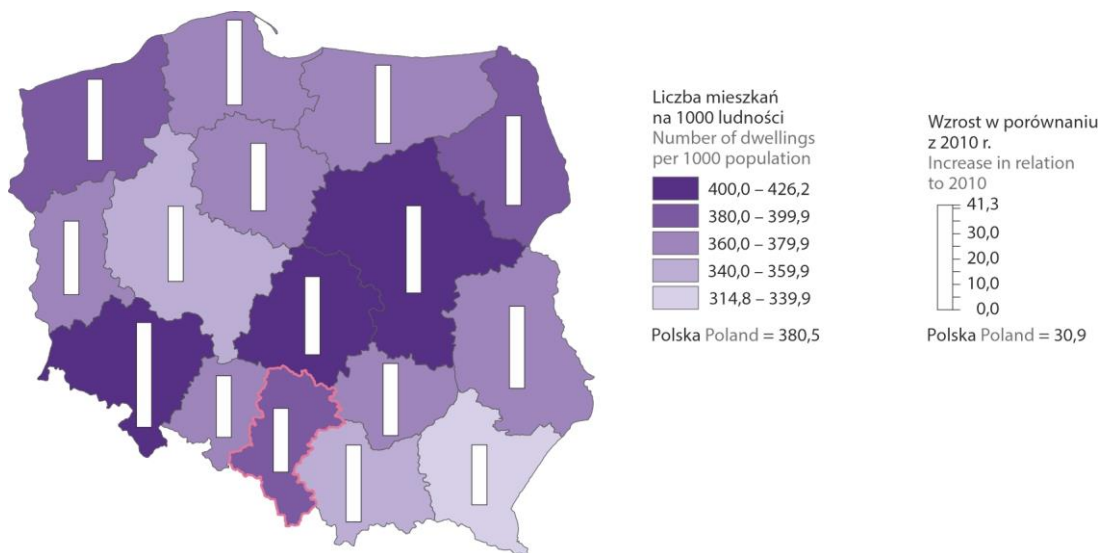 Liczba mieszkań
na 1000 ludności
Number of dwellings
per 1000 population
400,0 – 426,2
380,0 – 399,9
360,0 – 379,9
340,0 – 359,9
314,8 – 339,9
Polska Poland = 380,5
Wzrost w porównaniu
z 2010 r.
Increase in relation
to 2010
41,3
30,0
20,0
10,0
0,0
Polska Poland = 30,9